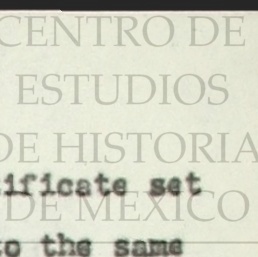 CENTRO DE
ESTUDIOS
DE HISTORIA
ificate set
DE MEXICO
to the same